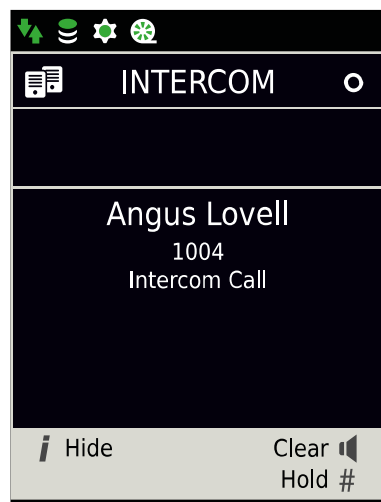 INTERCOM
Angus Lovell
1004
Intercom Call
i Hide
Clear
Hold #